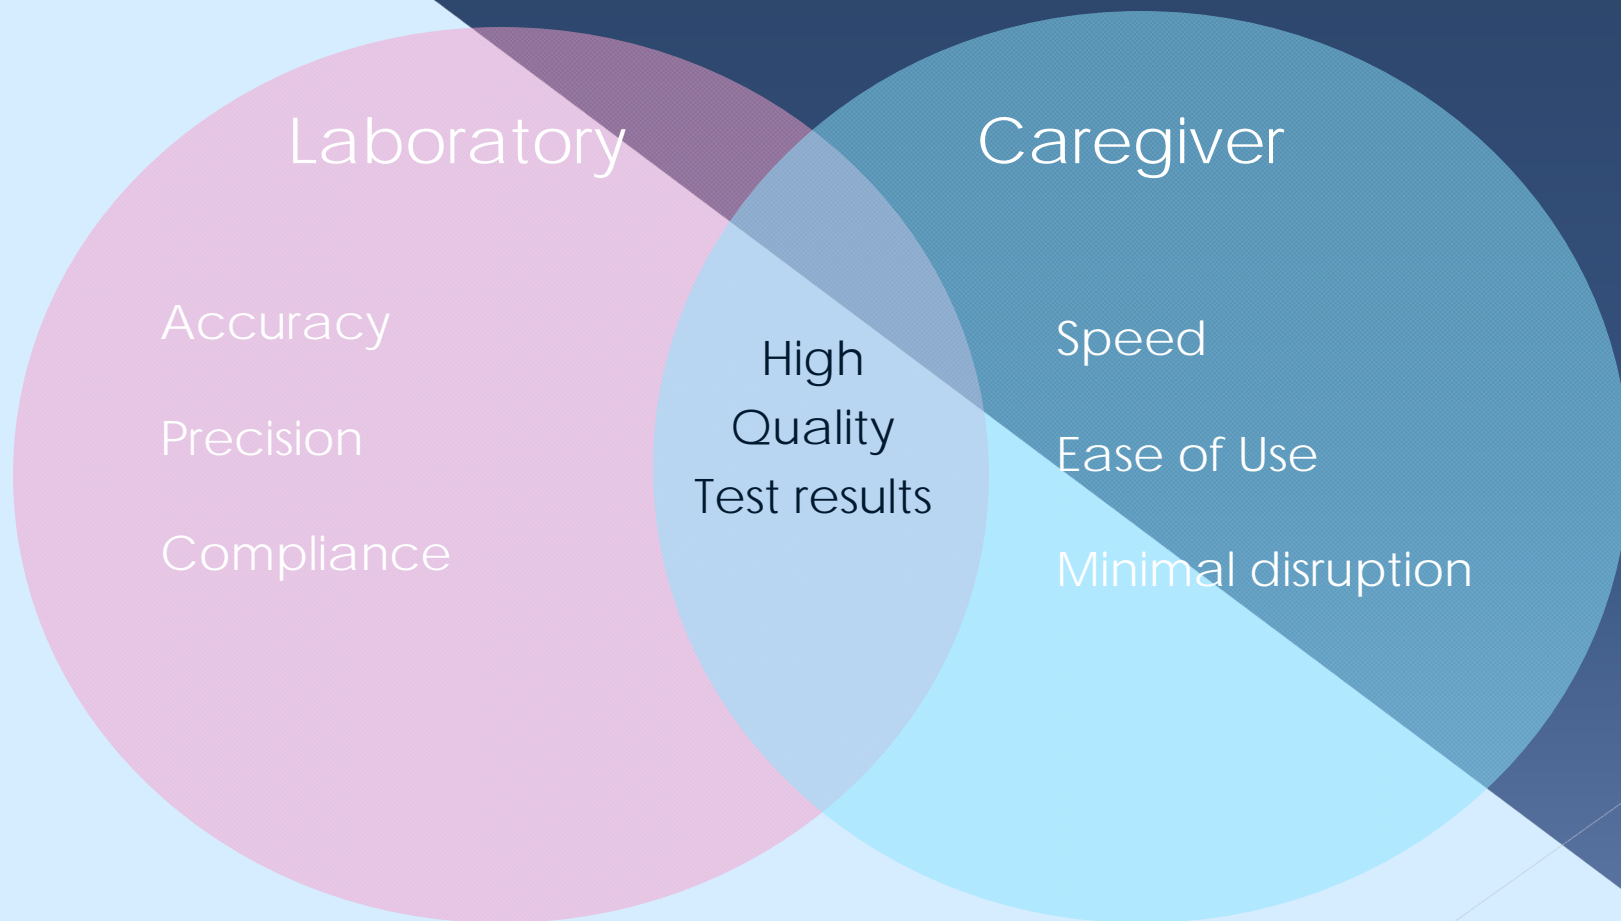 Laboratory
Accuracy
Precision
Compliance
High
Quality
Test results
Caregiver
Speed
Ease of Use
Minimal disruption